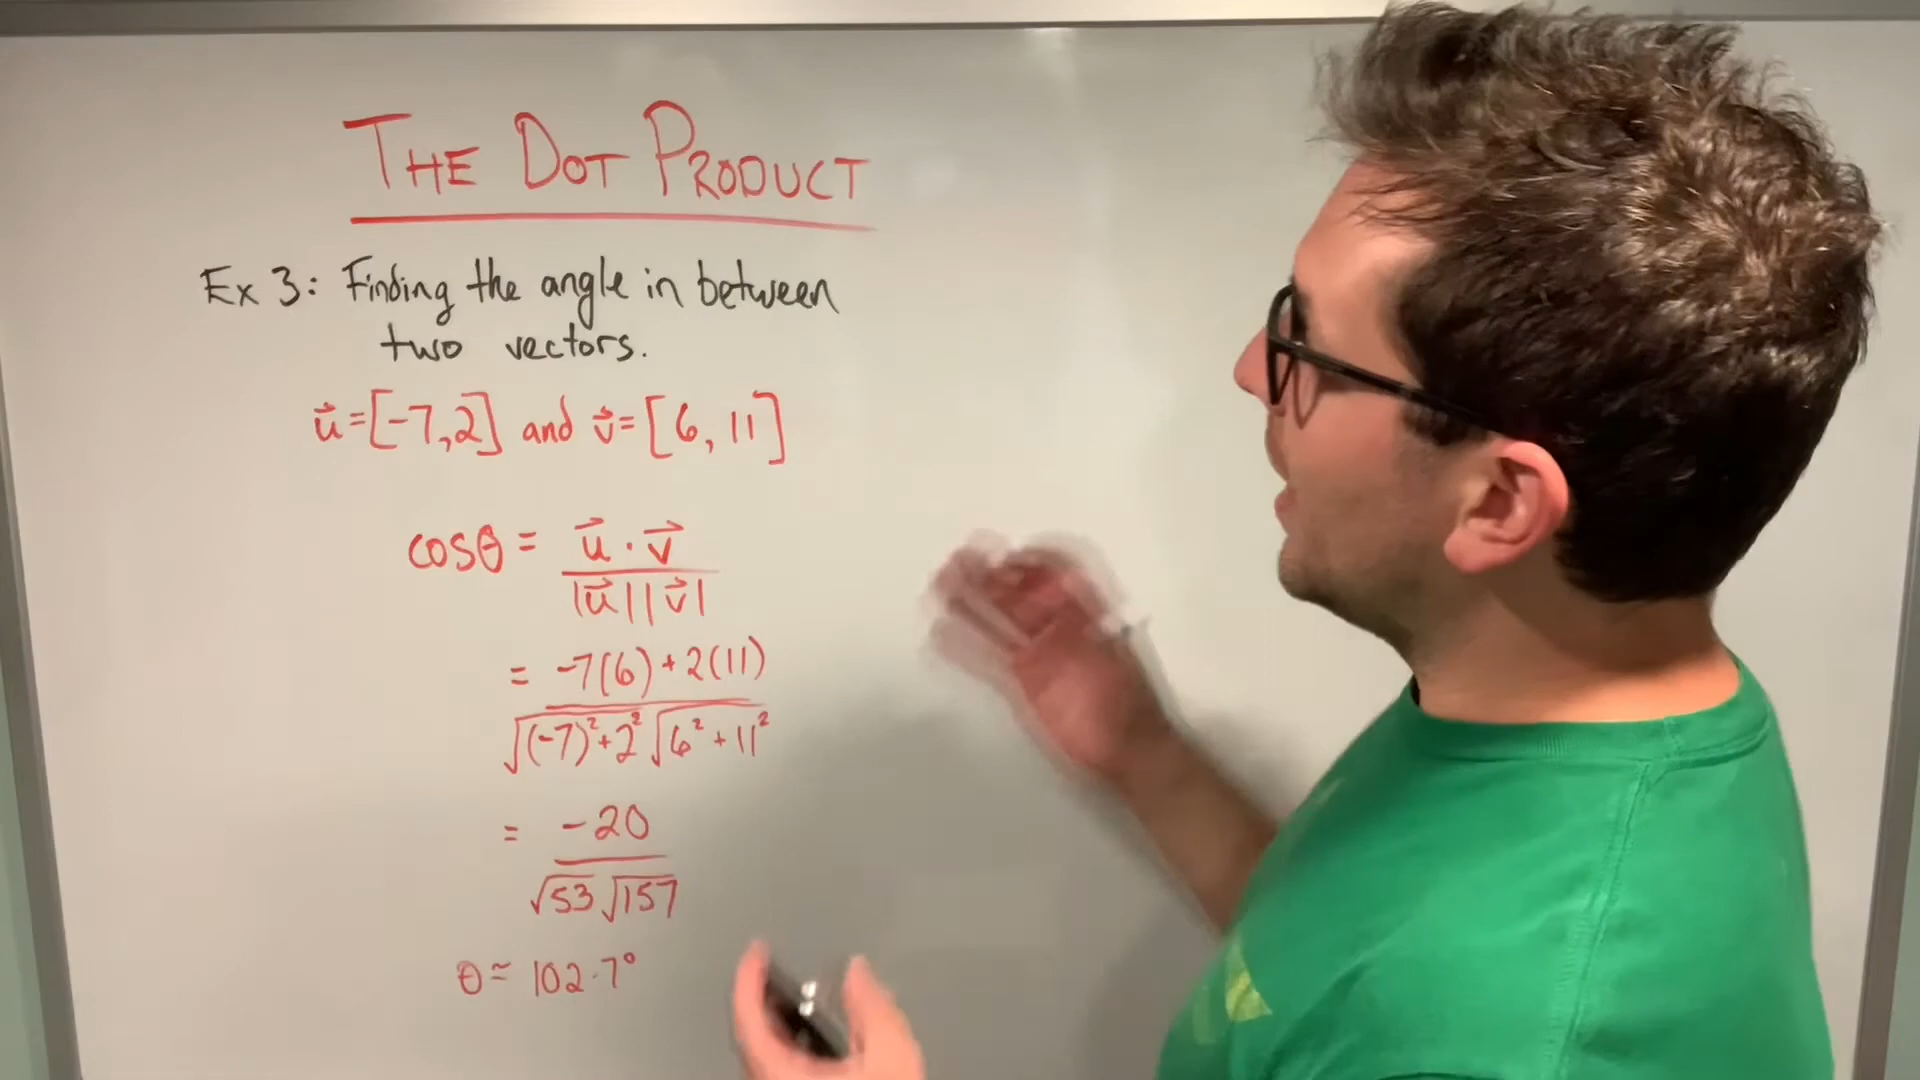 THE DOT PRODUCT
Ex 3: Finding the angle in between
two vectors.
u⃗=[-7,2] and v⃗=[6, 11]
cosθ = u⃗ · v⃗
|u⃗||v⃗|
= -7(6)+2(11)
√(-7)²+2² √6²+11²
= -20
√53 √157
θ ≈ 102.7°